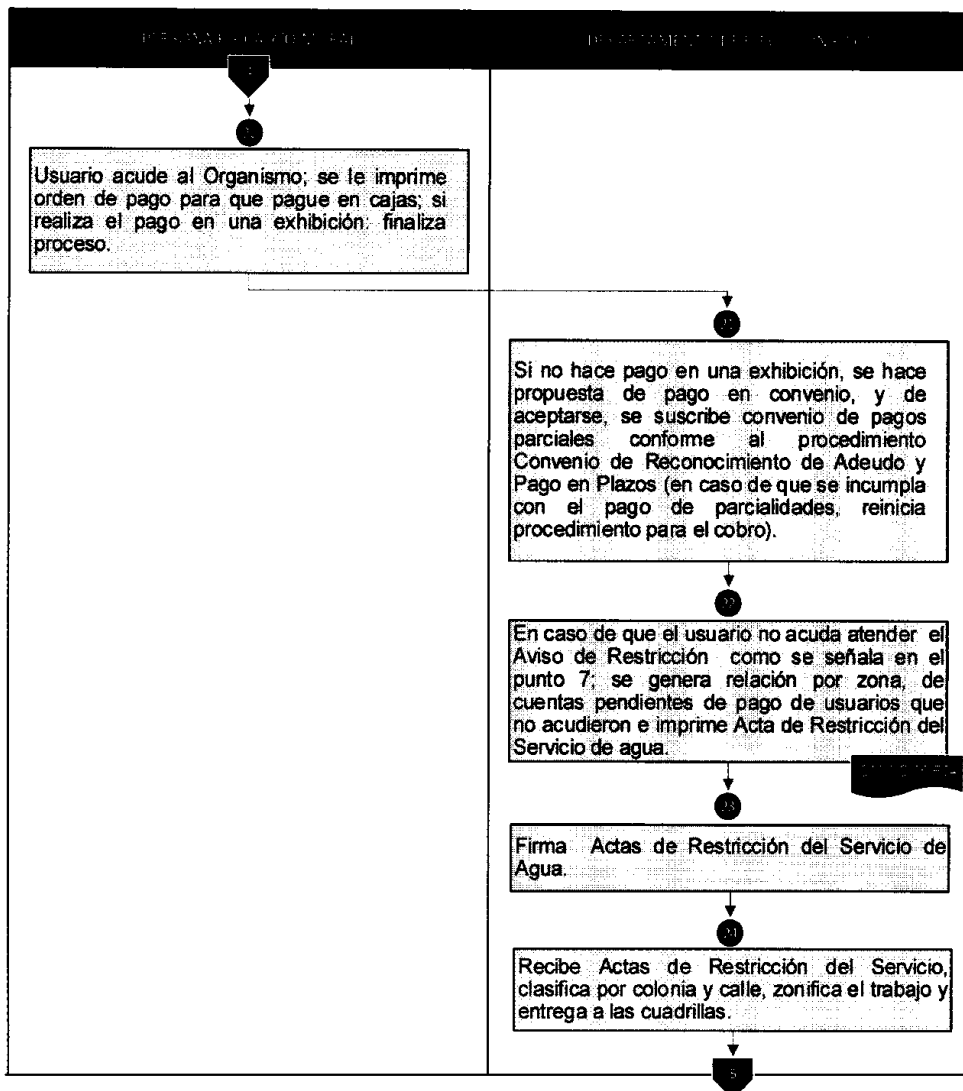 Usuario acude al Organismo; se le imprime
orden de pago para que pague en cajas; si
realiza el pago en una exhibición: finaliza
proceso.
Si no hace pago en una exhibición, se hace
propuesta de pago en convenio, y de
aceptarse, se suscribe convenio de pagos
parciales conforme al procedimiento
Convenio de Reconocimiento de Adeudo y
Pago en Plazos (en caso de que se incumpla
con el pago de parcialidades, reinicia
procedimiento para el cobro).
22
En caso de que el usuario no acuda atender el
Aviso de Restricción como se señala en el
punto 7; se genera relación por zona, de
cuentas pendientes de pago de usuarios que
no acudieron e imprime Acta de Restricción del
Servicio de agua.
23
Firma Actas de Restricción del Servicio de
Agua.
24
Recibe Actas de Restricción del Servicio,
clasifica por colonia y calle, zonifica el trabajo y
entrega a las cuadrillas.
5